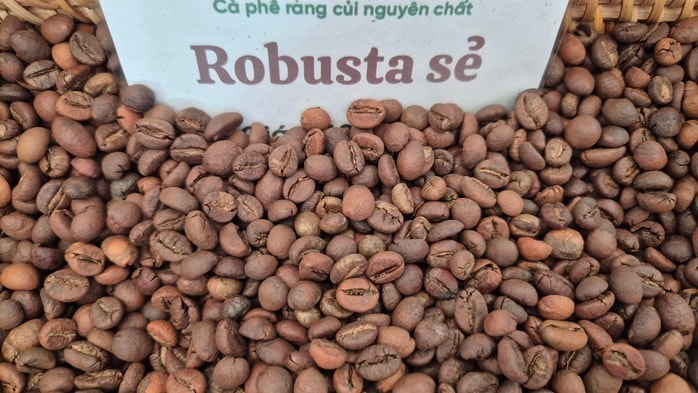 Cà phê rang củi nguyên chất
Robusta sẻ